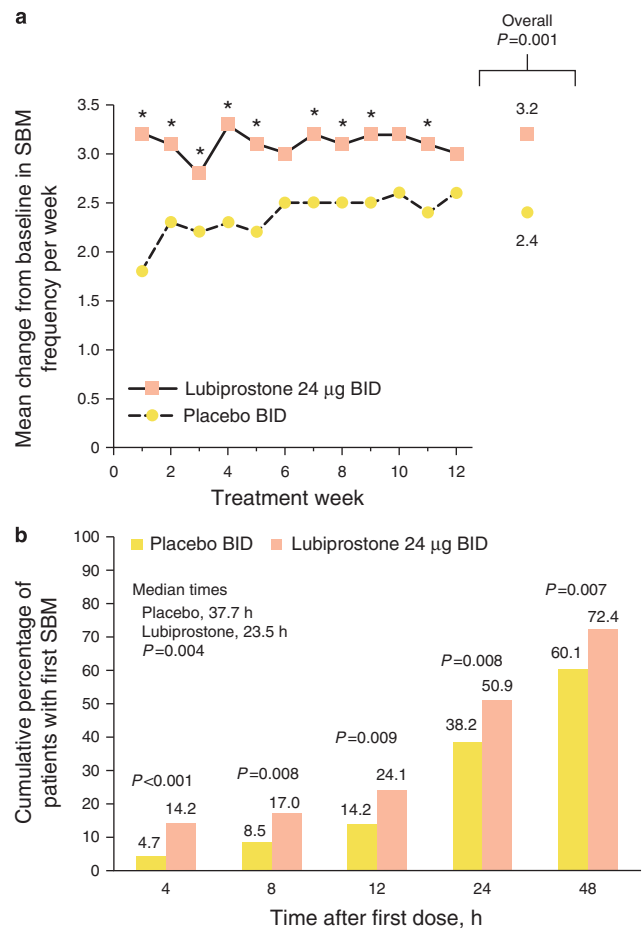 a
Overall
P=0.001
3.5
3.0
2.5
2.0
1.5
1.0
0.5
0
Mean change from baseline in SBM
frequency per week
* * * * * * * * *
3.2
2.4
Lubiprostone 24 µg BID
Placebo BID
0 2 4 6 8 10 12
Treatment week
b
100
90
80
70
60
50
40
30
20
10
0
Cumulative percentage of
patients with first SBM
Placebo BID Lubiprostone 24 µg BID
Median times
Placebo, 37.7 h
Lubiprostone, 23.5 h
P=0.004
P<0.001
4.7 14.2
P=0.008
8.5 17.0
P=0.009
14.2 24.1
P=0.008
38.2 50.9
P=0.007
60.1 72.4
4 8 12 24 48
Time after first dose, h